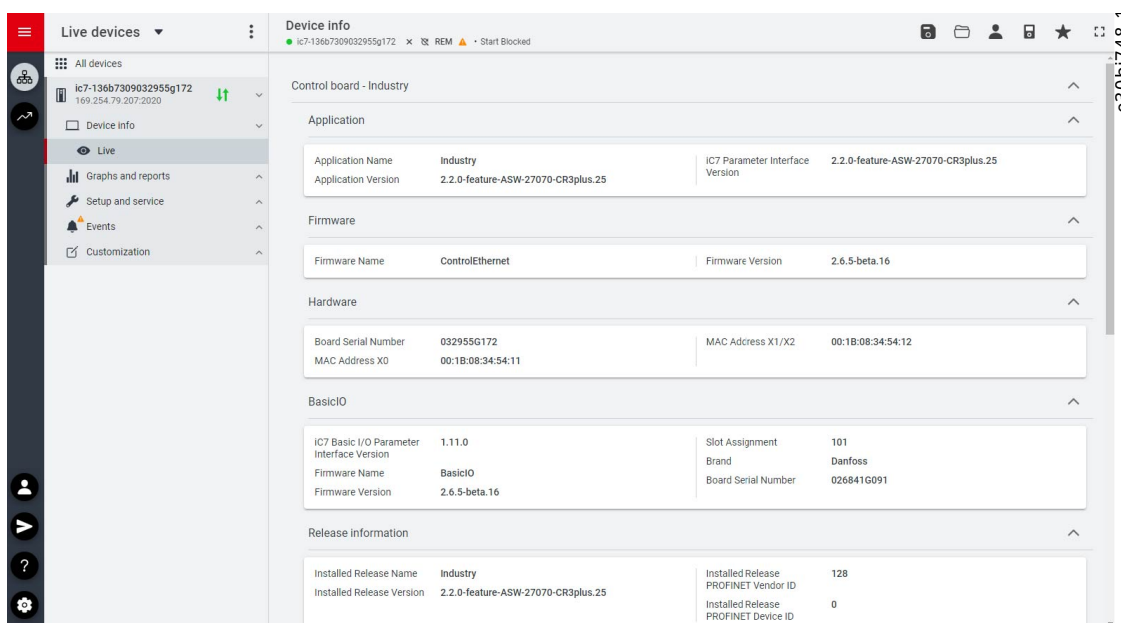 Live devices
Device info
ic7-136b7309032955g172 REM • Start Blocked
All devices
ic7-136b7309032955g172
169.254.79.207:2020
Device info
Live
Graphs and reports
Setup and service
Events
Customization
Control board - Industry
Application
Application Name Industry
Application Version 2.2.0-feature-ASW-27070-CR3plus.25
iC7 Parameter Interface Version 2.2.0-feature-ASW-27070-CR3plus.25
Firmware
Firmware Name ControlEthernet
Firmware Version 2.6.5-beta.16
Hardware
Board Serial Number 032955G172
MAC Address X0 00:1B:08:34:54:11
MAC Address X1/X2 00:1B:08:34:54:12
BasicIO
iC7 Basic I/O Parameter Interface Version 1.11.0
Firmware Name BasicIO
Firmware Version 2.6.5-beta.16
Slot Assignment 101
Brand Danfoss
Board Serial Number 026841G091
Release information
Installed Release Name Industry
Installed Release Version 2.2.0-feature-ASW-27070-CR3plus.25
Installed Release PROFINET Vendor ID 128
Installed Release PROFINET Device ID 0